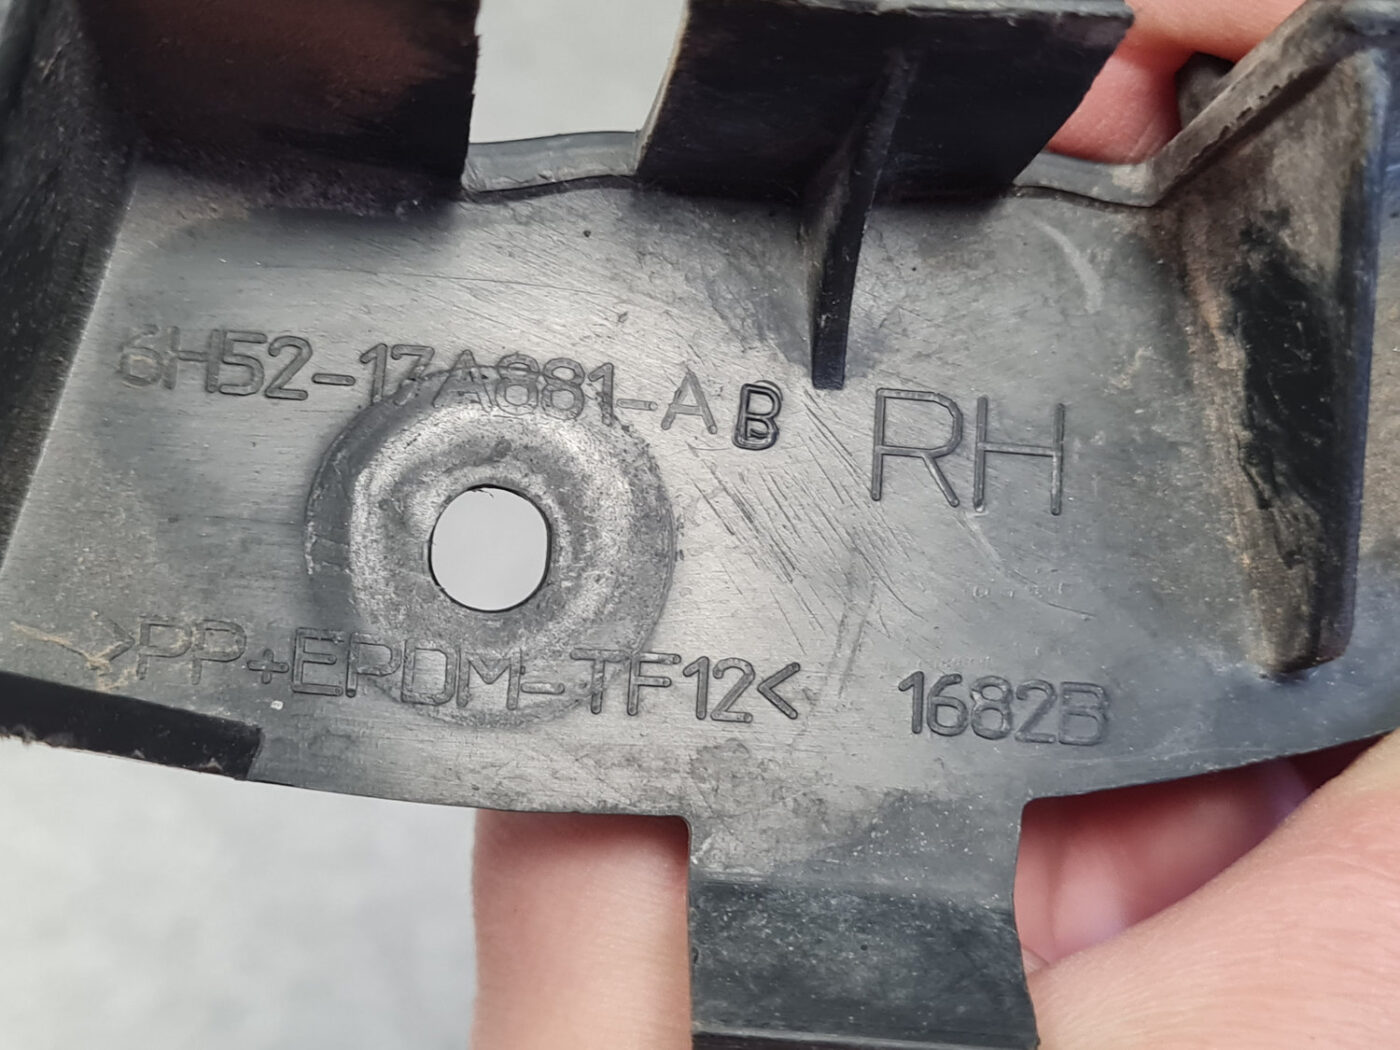 6H52-17A881-AB
RH
>PP+EPDM-TF12<
1682B